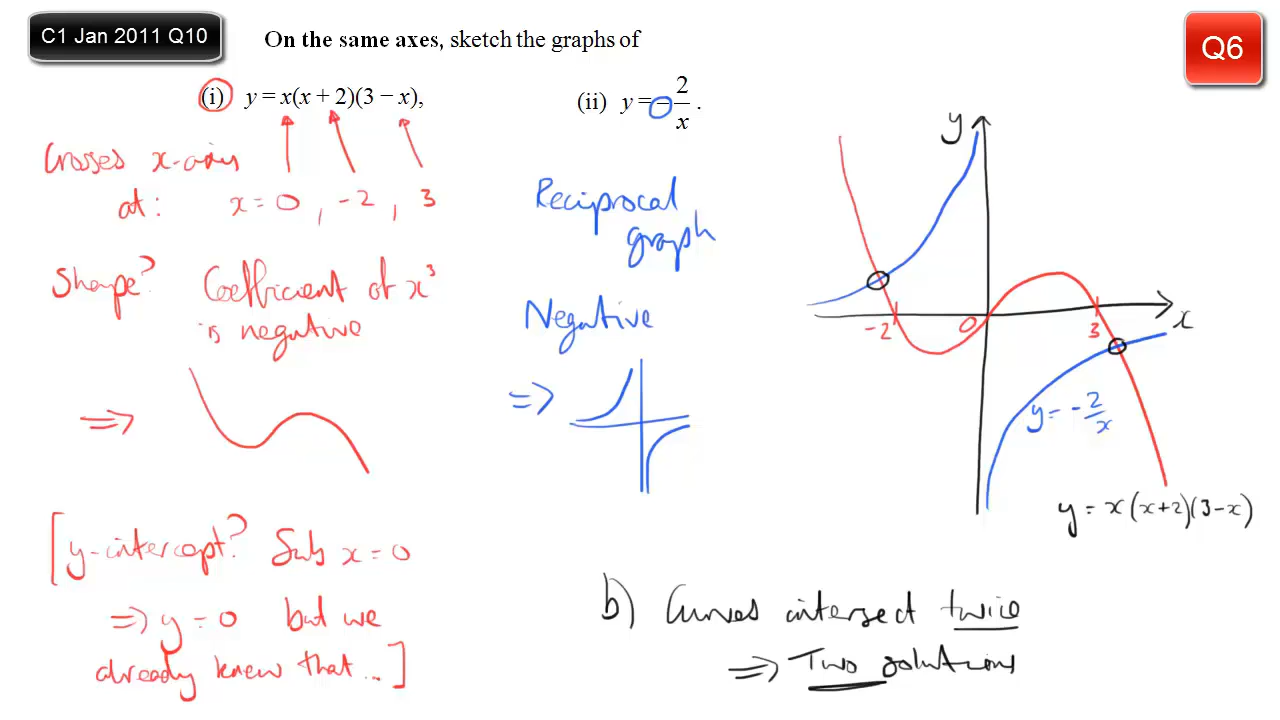 C1 Jan 2011 Q10
On the same axes, sketch the graphs of
Q6
(i) y = x(x + 2)(3 − x),
(ii) y = − 2/x .
Crosses x-axis
at: x = 0, -2, 3
Shape? Coefficient of x³
is negative
⇒
[y-intercept? Sub x = 0
⇒ y = 0 but we
already knew that...]
Reciprocal
graph
Negative
⇒
y
x
-2
0
3
y = -2/x
y = x(x+2)(3-x)
b) Curves intersect twice
⇒ Two solutions